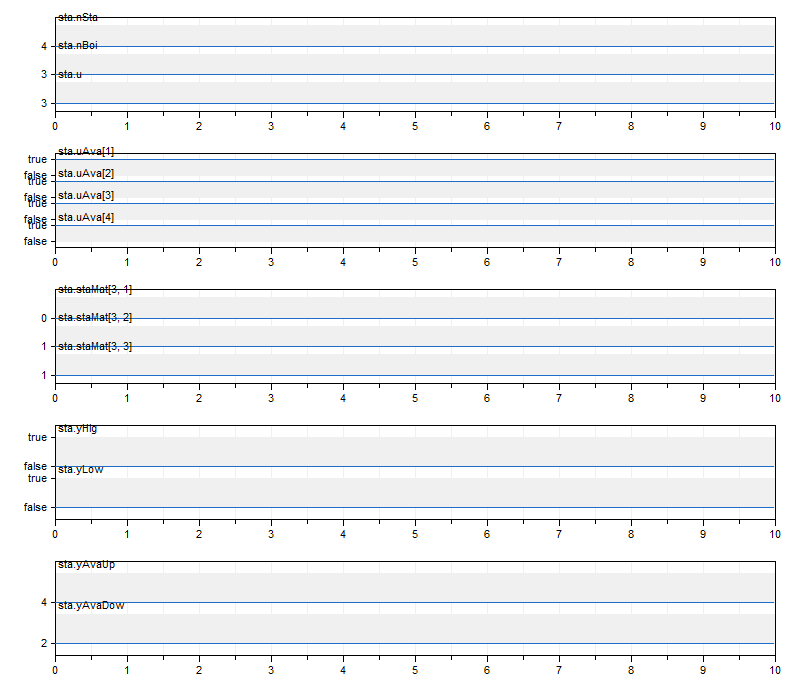 sta.nSta
4
sta.nBoi
3
sta.u
3
0 1 2 3 4 5 6 7 8 9 10
sta.uAva[1]
true
false
sta.uAva[2]
true
false
sta.uAva[3]
true
false
sta.uAva[4]
true
false
0 1 2 3 4 5 6 7 8 9 10
sta.staMat[3, 1]
0
sta.staMat[3, 2]
1
sta.staMat[3, 3]
1
0 1 2 3 4 5 6 7 8 9 10
sta.yHig
true
false
sta.yLow
true
false
0 1 2 3 4 5 6 7 8 9 10
sta.yAvaUp
4
sta.yAvaDow
2
0 1 2 3 4 5 6 7 8 9 10